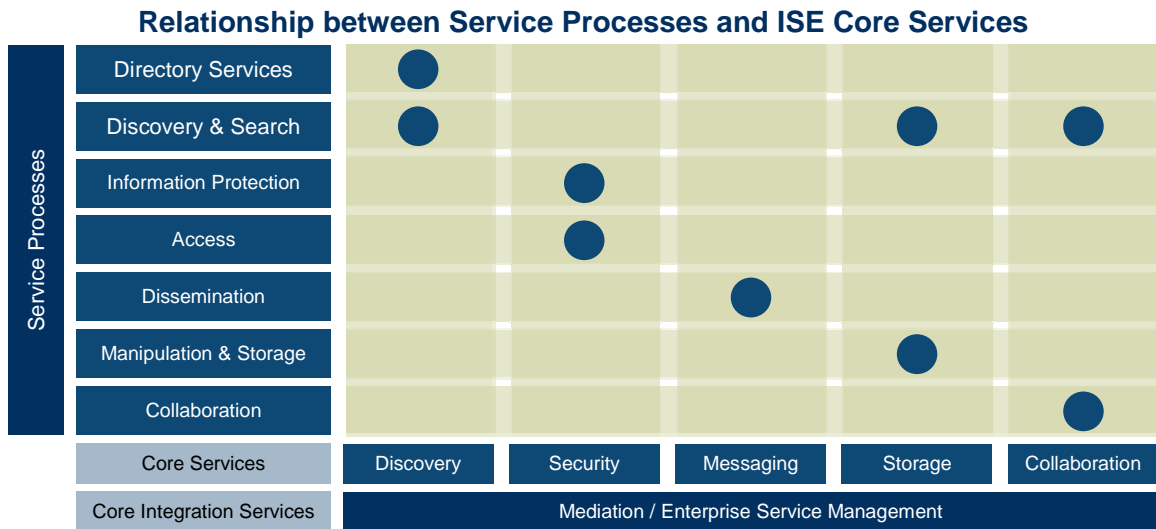 Relationship between Service Processes and ISE Core Services
Service Processes
Directory Services
Discovery & Search
Information Protection
Access
Dissemination
Manipulation & Storage
Collaboration
Core Services
Discovery
Security
Messaging
Storage
Collaboration
Core Integration Services
Mediation / Enterprise Service Management